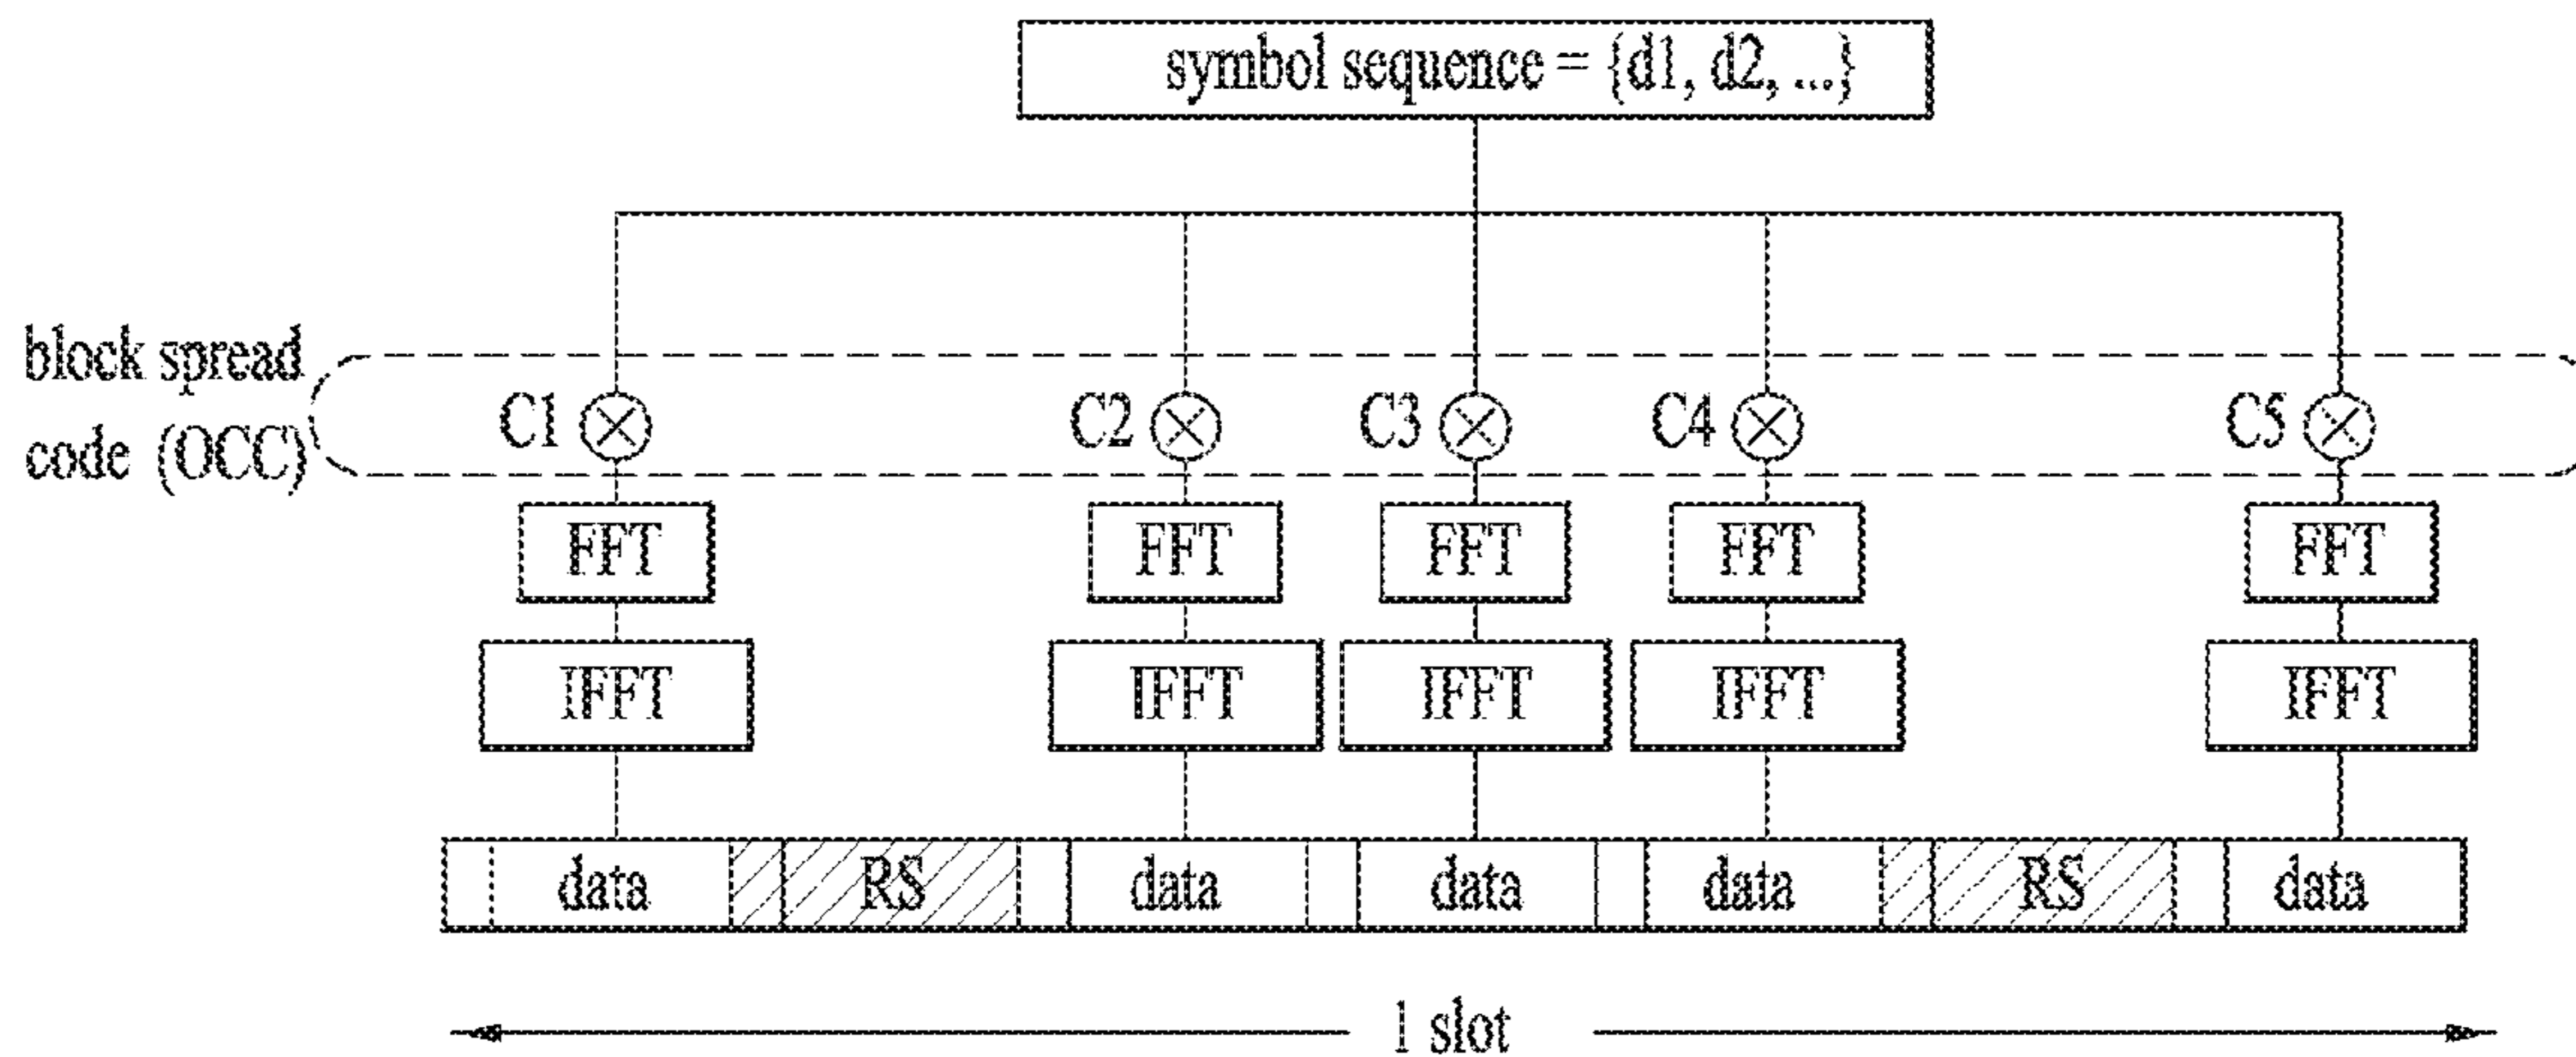 symbol sequence = {d1, d2, ...}
block spread
code (OCC)
C1 C2 C3 C4 C5
FFT FFT FFT FFT FFT
IFFT IFFT IFFT IFFT IFFT
data RS data data data RS data
1 slot